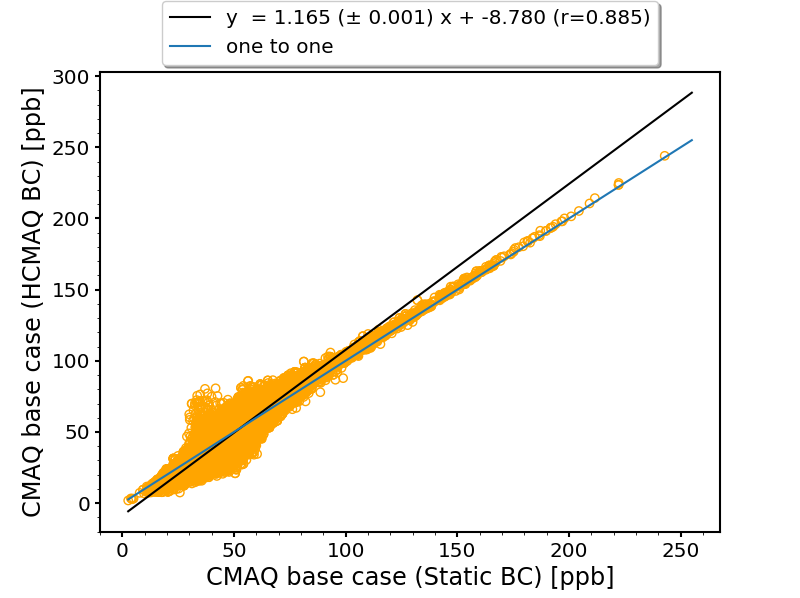 y = 1.165 (± 0.001) x + -8.780 (r=0.885)
one to one
300
250
200
150
100
50
0
CMAQ base case (HCMAQ BC) [ppb]
0 50 100 150 200 250
CMAQ base case (Static BC) [ppb]